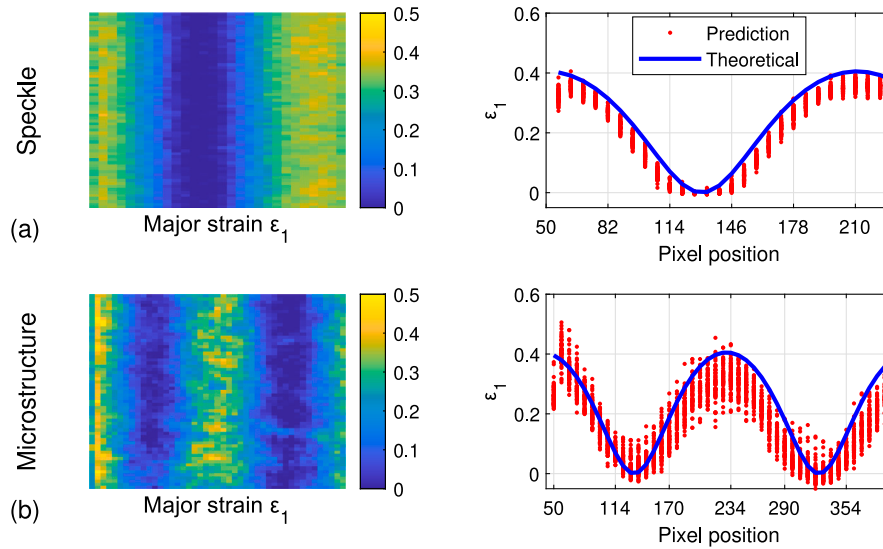 Speckle
(a)
Major strain ε1
0.5
0.4
0.3
0.2
0.1
0
ε1
0.6
0.4
0.2
0
Prediction
Theoretical
50 82 114 146 178 210
Pixel position
Microstructure
(b)
Major strain ε1
0.5
0.4
0.3
0.2
0.1
0
ε1
0.6
0.4
0.2
0
50 114 170 234 290 354
Pixel position